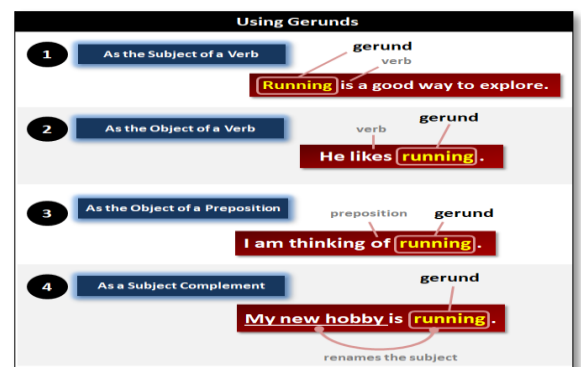 Using Gerunds
1
As the Subject of a Verb
gerund
verb
Running is a good way to explore.
2
As the Object of a Verb
gerund
verb
He likes running.
3
As the Object of a Preposition
preposition gerund
I am thinking of running.
4
As a Subject Complement
gerund
My new hobby is running.
renames the subject